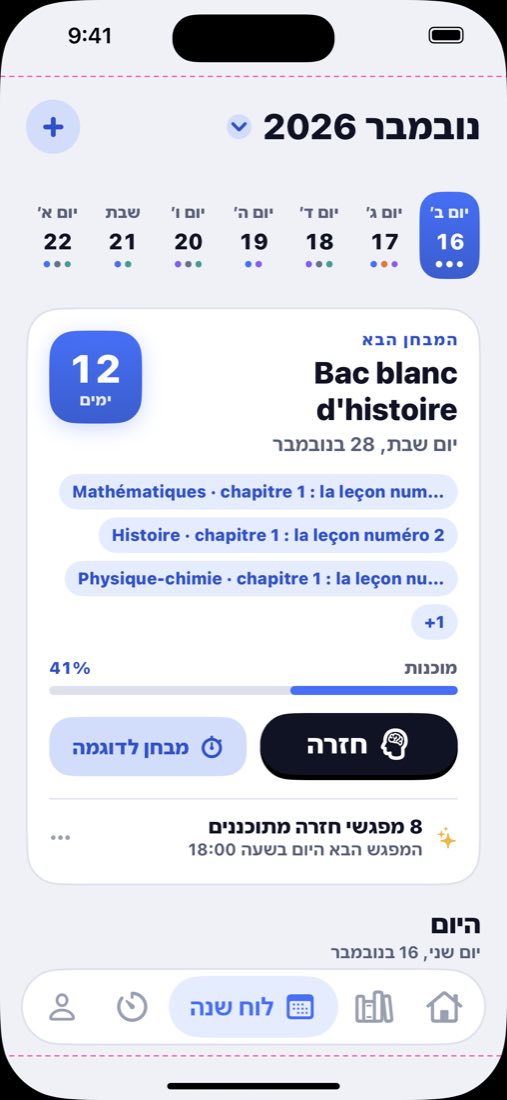 9:41
נובמבר 2026
יום ב׳ יום ג׳ יום ד׳ יום ה׳ יום ו׳ שבת יום א׳
16 17 18 19 20 21 22
המבחן הבא
Bac blanc
d'histoire
יום שבת, 28 בנובמבר
12
ימים
Mathématiques · chapitre 1 : la leçon num...
Histoire · chapitre 1 : la leçon numéro 2
Physique-chimie · chapitre 1 : la leçon nu...
+1
מוכנות 41%
חזרה
מבחן לדוגמה
8 מפגשי חזרה מתוכננים
המפגש הבא היום בשעה 18:00
היום
יום שני, 16 בנובמבר
לוח שנה